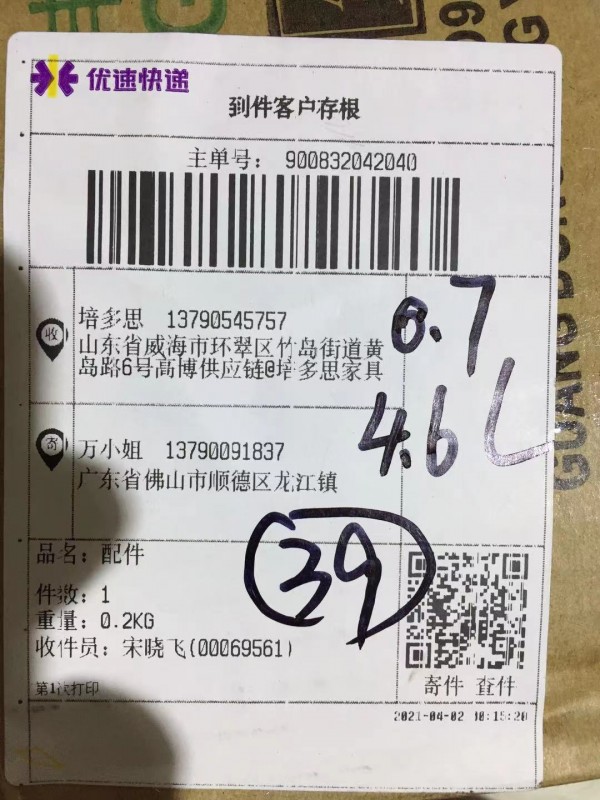 优速快递
到件客户存根
主单号： 900832042040
收
培多思 13790545757
山东省威海市环翠区竹岛街道黄
岛路6号高博供应链@培多思家具
8.7
4.6
寄
万小姐 13790091837
广东省佛山市顺德区龙江镇
39
品名：配件
件数：1
重量：0.2KG
收件员：宋晓飞(00069561)
第1次打印
寄件 查件
2021-04-02 10:15:20